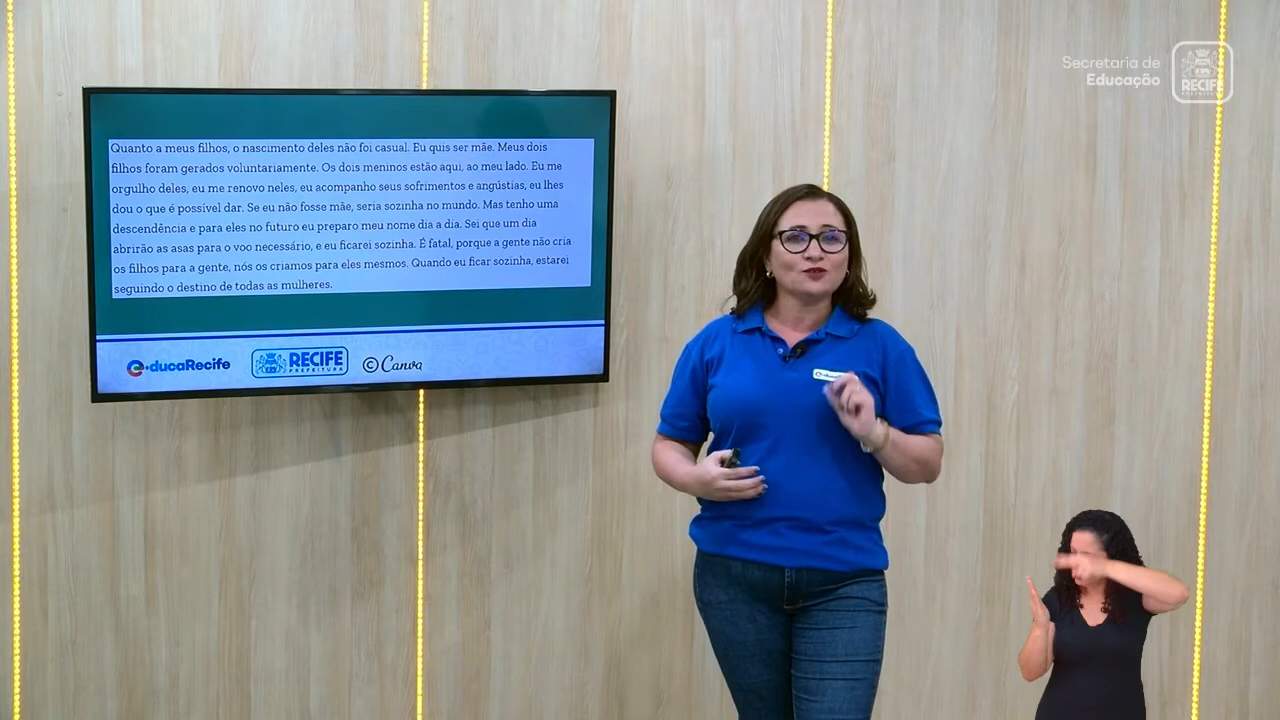 Secretaria de
Educação
RECIFE
PREFEITURA
Quanto a meus filhos, o nascimento deles não foi casual. Eu quis ser mãe. Meus dois
filhos foram gerados voluntariamente. Os dois meninos estão aqui, ao meu lado. Eu me
orgulho deles, eu me renovo neles, eu acompanho seus sofrimentos e angústias, eu lhes
dou o que é possível dar. Se eu não fosse mãe, seria sozinha no mundo. Mas tenho uma
descendência e para eles no futuro eu preparo meu nome dia a dia. Sei que um dia
abrirão as asas para o voo necessário, e eu ficarei sozinha. É fatal, porque a gente não cria
os filhos para a gente, nós os criamos para eles mesmos. Quando eu ficar sozinha, estarei
seguindo o destino de todas as mulheres.
e·ducaRecife
RECIFE
PREFEITURA
© Canva